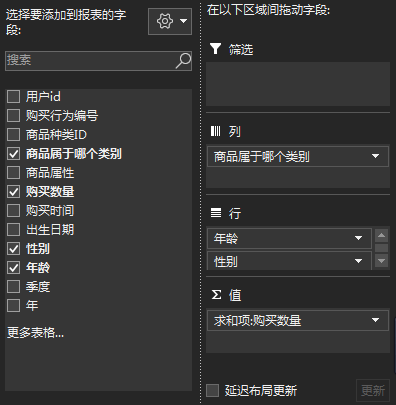 选择要添加到报表的字
段:
搜索
用户id
购买行为编号
商品种类ID
商品属于哪个类别
商品属性
购买数量
购买时间
出生日期
性别
年龄
季度
年
更多表格...
在以下区域间拖动字段:
筛选
列
商品属于哪个类别
行
年龄
性别
Σ 值
求和项:购买数量
延迟布局更新
更新